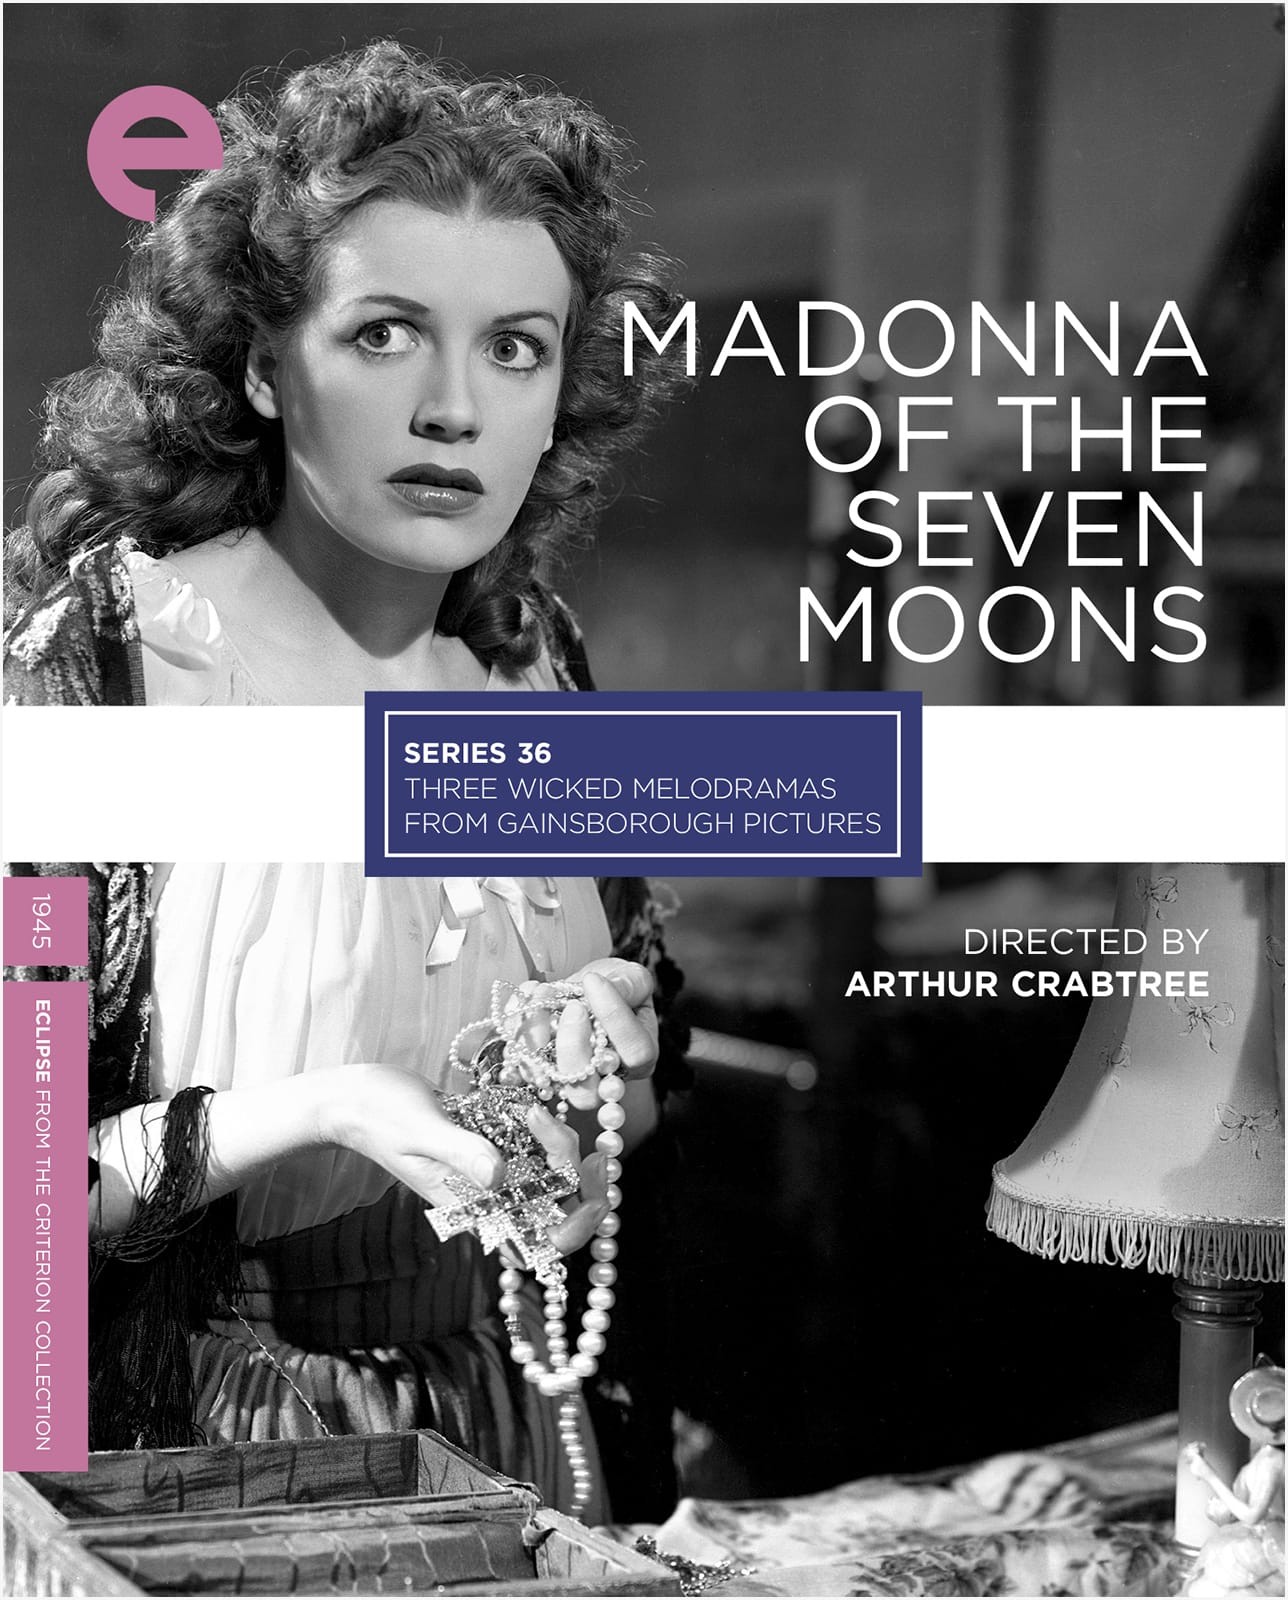 e
MADONNA
OF THE
SEVEN
MOONS
SERIES 36
THREE WICKED MELODRAMAS
FROM GAINSBOROUGH PICTURES
DIRECTED BY
ARTHUR CRABTREE
1945
ECLIPSE FROM THE CRITERION COLLECTION